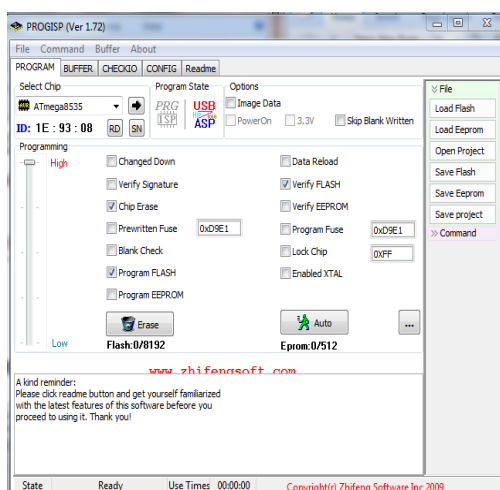 PROGISP (Ver 1.72)
File Command Buffer About
PROGRAM BUFFER CHECKIO CONFIG Readme
Select Chip
ATmega8535
ID: 1E : 93 : 08 RD SN
Program State
PRG ISP USB ASP
Options
Image Data
PowerOn 3.3V Skip Blank Written
Programming
High
Low
Changed Down
Verify Signature
Chip Erase
Prewritten Fuse 0xD9E1
Blank Check
Program FLASH
Program EEPROM
Data Reload
Verify FLASH
Verify EEPROM
Program Fuse 0xD9E1
Lock Chip 0XFF
Enabled XTAL
Erase
Auto
...
Flash:0/8192
Eprom:0/512
www.zhifengsoft.com
A kind reminder:
Please click readme button and get yourself familiarized
with the latest features of this software befeore you
proceed to using it. Thank you!
File
Load Flash
Load Eeprom
Open Project
Save Flash
Save Eeprom
Save project
Command
State Ready Use Times 00:00:00 Copyright(r) Zhifeng Software Inc 2009